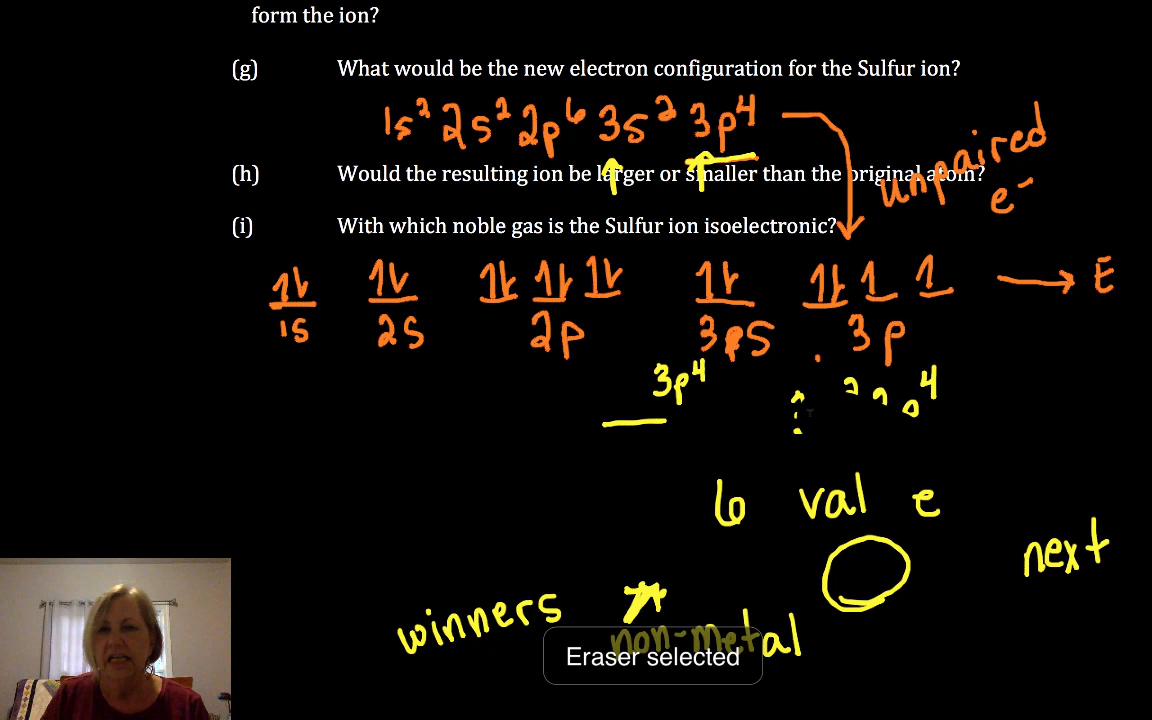 form the ion?
(g) What would be the new electron configuration for the Sulfur ion?
1s² 2s² 2p⁶ 3s² 3p⁴
(h) Would the resulting ion be larger or smaller than the original atom?
unpaired
e⁻
(i) With which noble gas is the Sulfur ion isoelectronic?
E
1s 2s 2p 3s 3p
3p⁴
4
6 val e
next
winners
non-metal
Eraser selected